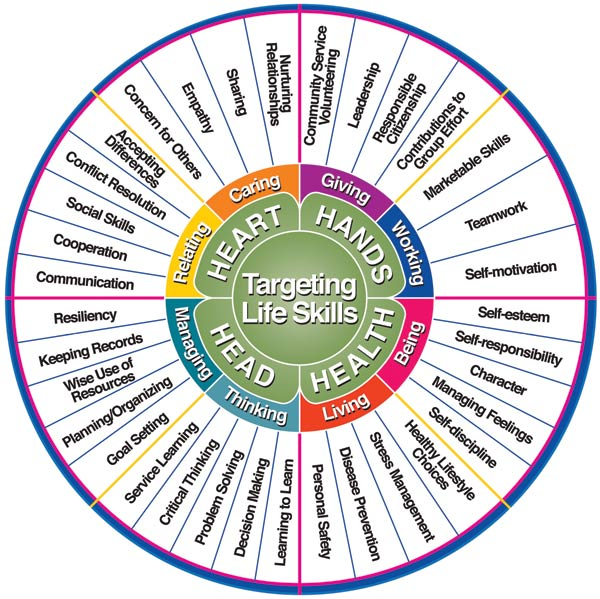 Targeting
Life Skills
HEART
HANDS
HEALTH
HEAD
Caring
Giving
Working
Being
Living
Thinking
Managing
Relating
Nurturing
Relationships
Sharing
Empathy
Concern for Others
Community Service
Volunteering
Leadership
Responsible
Citizenship
Contributions to
Group Effort
Marketable Skills
Teamwork
Self-motivation
Self-esteem
Self-responsibility
Character
Managing Feelings
Self-discipline
Healthy Lifestyle
Choices
Stress Management
Disease Prevention
Personal Safety
Learning to Learn
Decision Making
Problem Solving
Critical Thinking
Service Learning
Goal Setting
Planning/Organizing
Wise Use of
Resources
Keeping Records
Resiliency
Communication
Cooperation
Social Skills
Conflict Resolution
Accepting
Differences